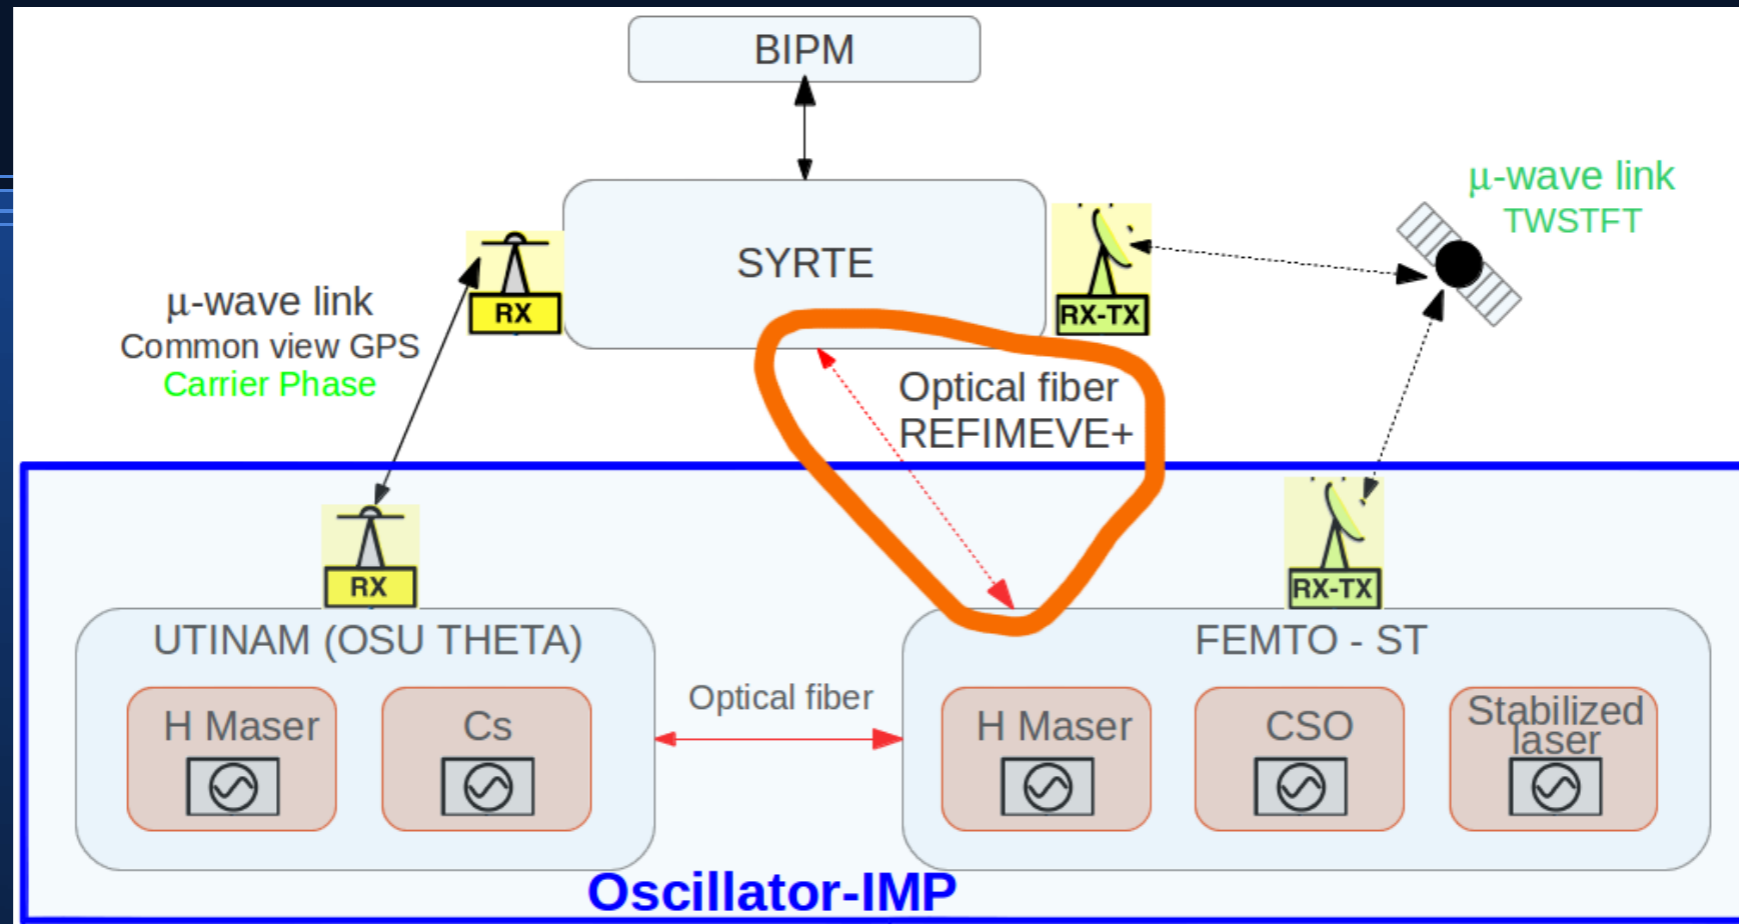 BIPM
SYRTE
RX
RX-TX
μ-wave link
TWSTFT
μ-wave link
Common view GPS
Carrier Phase
Optical fiber
REFIMEVE+
RX
RX-TX
UTINAM (OSU THETA)
H Maser
Cs
Optical fiber
FEMTO - ST
H Maser
CSO
Stabilized
laser
Oscillator-IMP